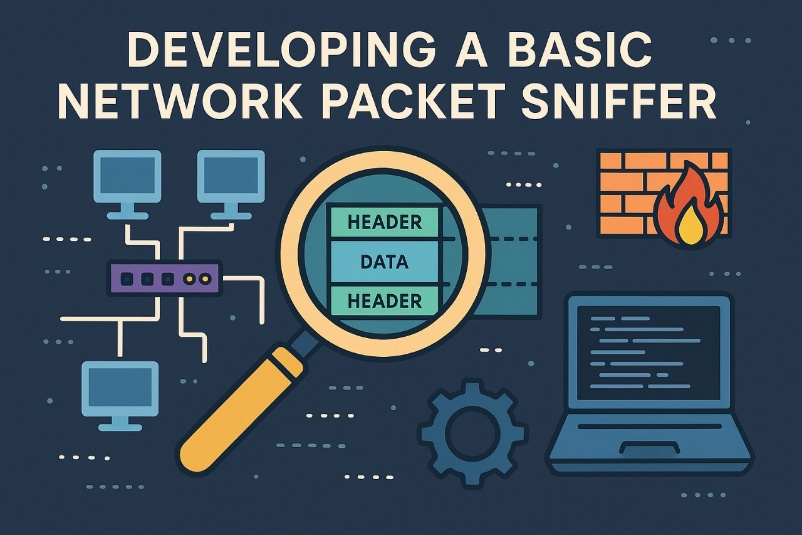 DEVELOPING A BASIC
NETWORK PACKET SNIFFER
HEADER
DATA
HEADER